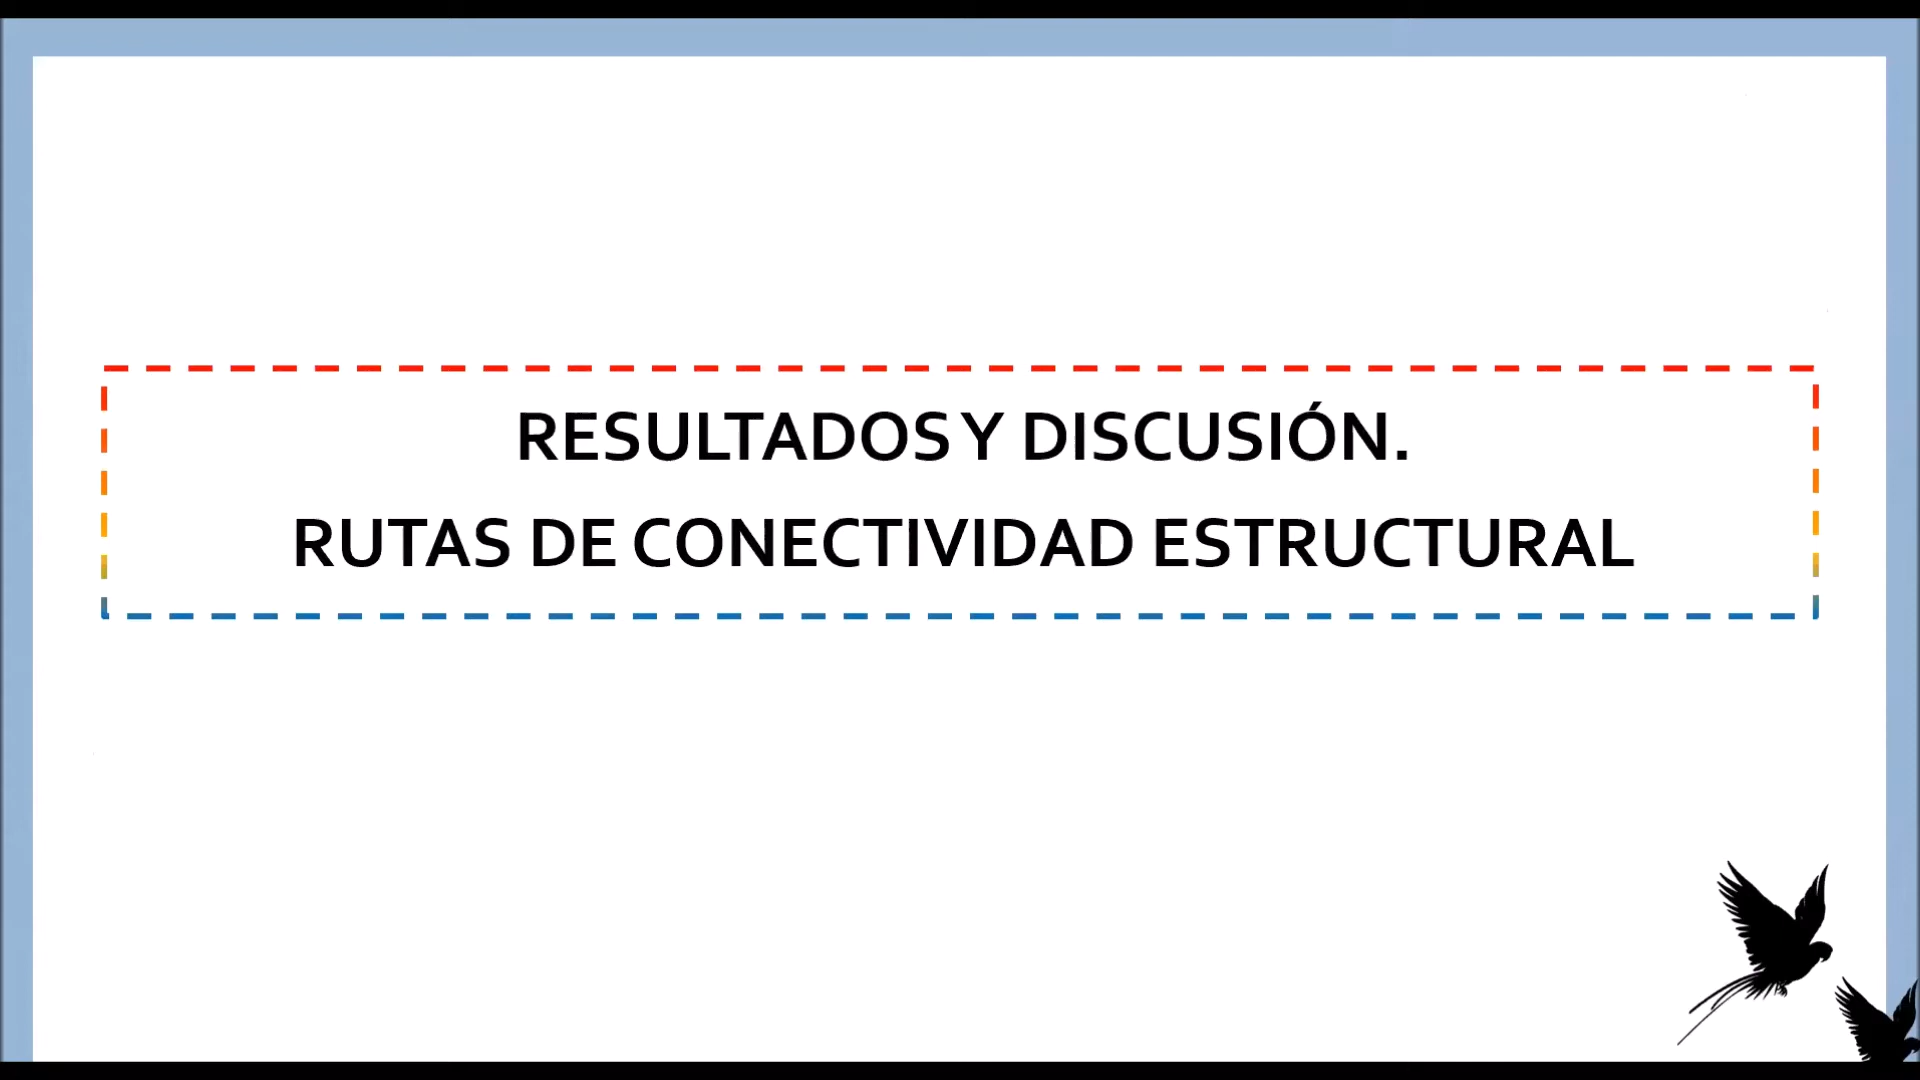 RESULTADOS Y DISCUSIÓN.
RUTAS DE CONECTIVIDAD ESTRUCTURAL